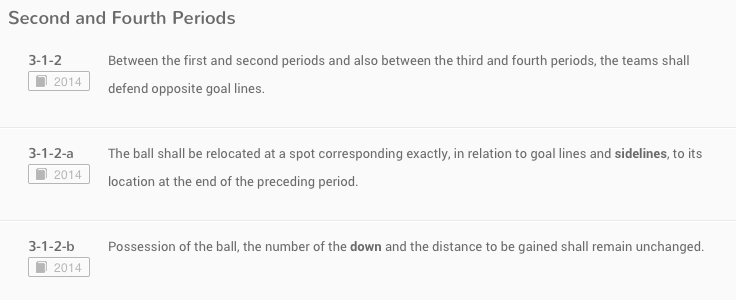 Second and Fourth Periods
3-1-2
2014
Between the first and second periods and also between the third and fourth periods, the teams shall
defend opposite goal lines.
3-1-2-a
2014
The ball shall be relocated at a spot corresponding exactly, in relation to goal lines and sidelines, to its
location at the end of the preceding period.
3-1-2-b
2014
Possession of the ball, the number of the down and the distance to be gained shall remain unchanged.